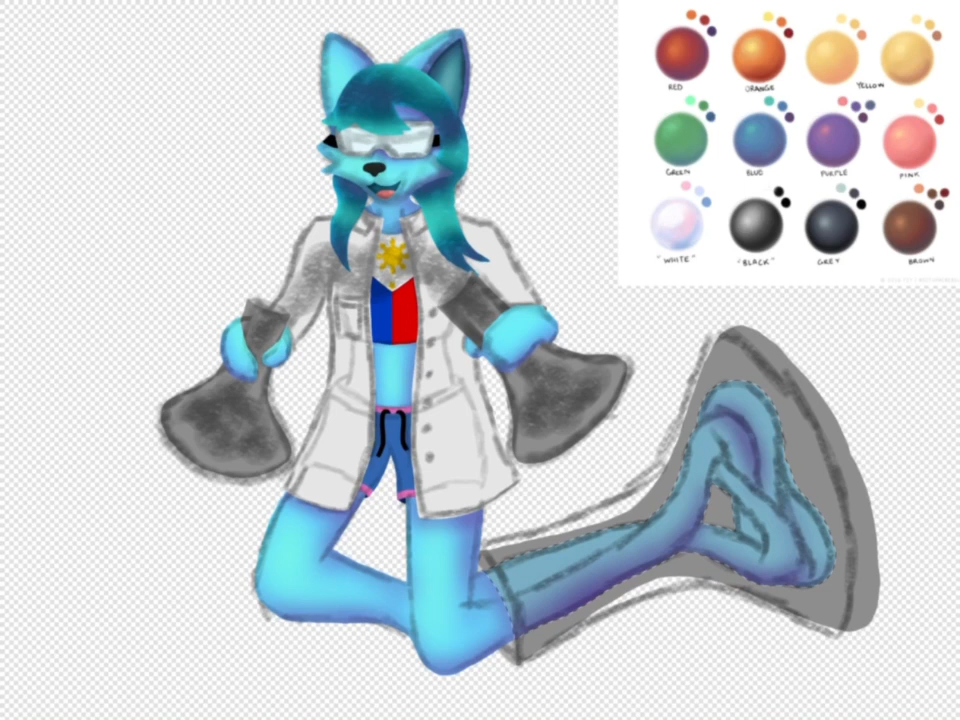 RED ORANGE YELLOW
GREEN BLUE PURPLE PINK
"WHITE" "BLACK" GREY BROWN